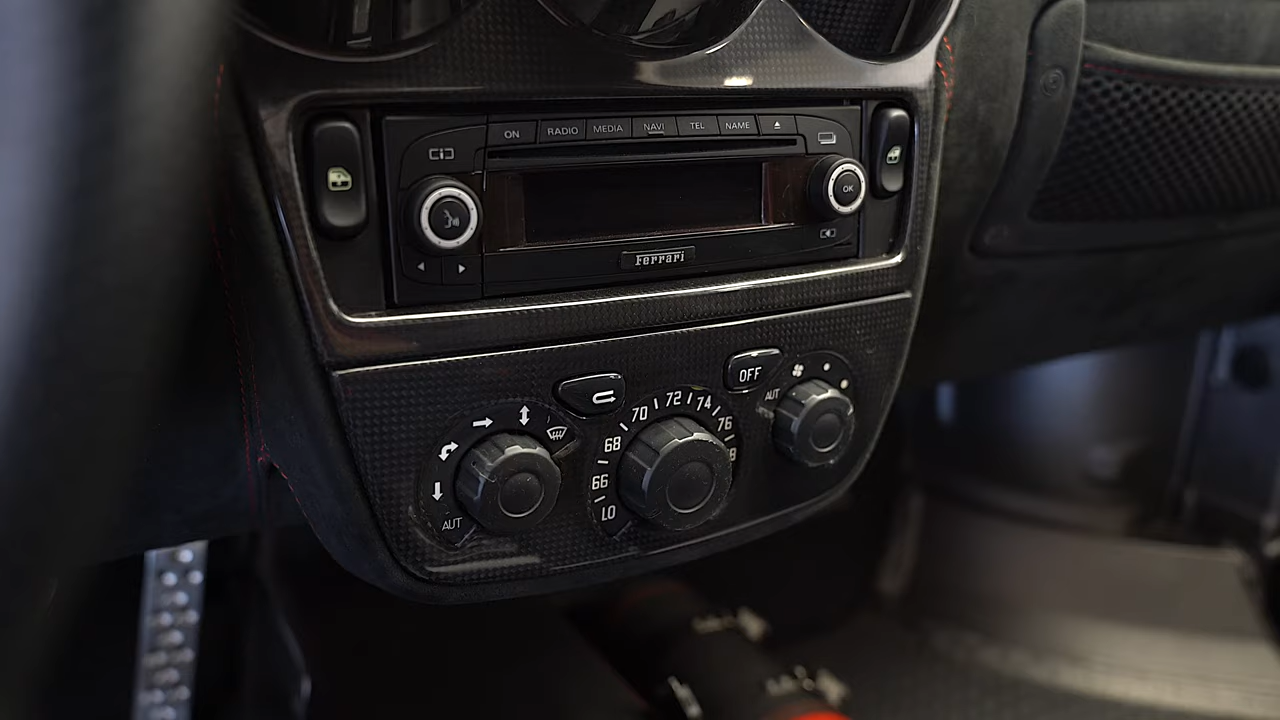 ON RADIO MEDIA NAVI TEL NAME
OK
Ferrari
OFF
AUT
70 72 74
68 76
66
LO
AUT